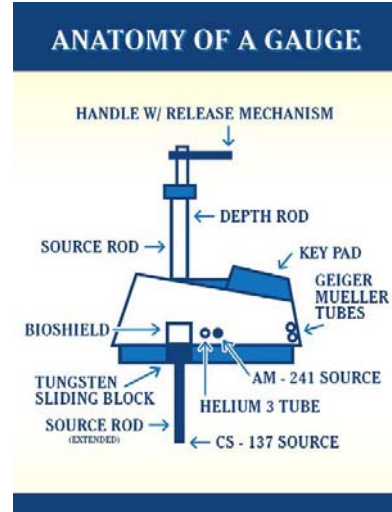 ANATOMY OF A GAUGE
HANDLE W/ RELEASE MECHANISM
DEPTH ROD
SOURCE ROD
KEY PAD
GEIGER
MUELLER
TUBES
BIOSHIELD
AM - 241 SOURCE
TUNGSTEN
SLIDING BLOCK
HELIUM 3 TUBE
SOURCE ROD
(EXTENDED)
CS - 137 SOURCE